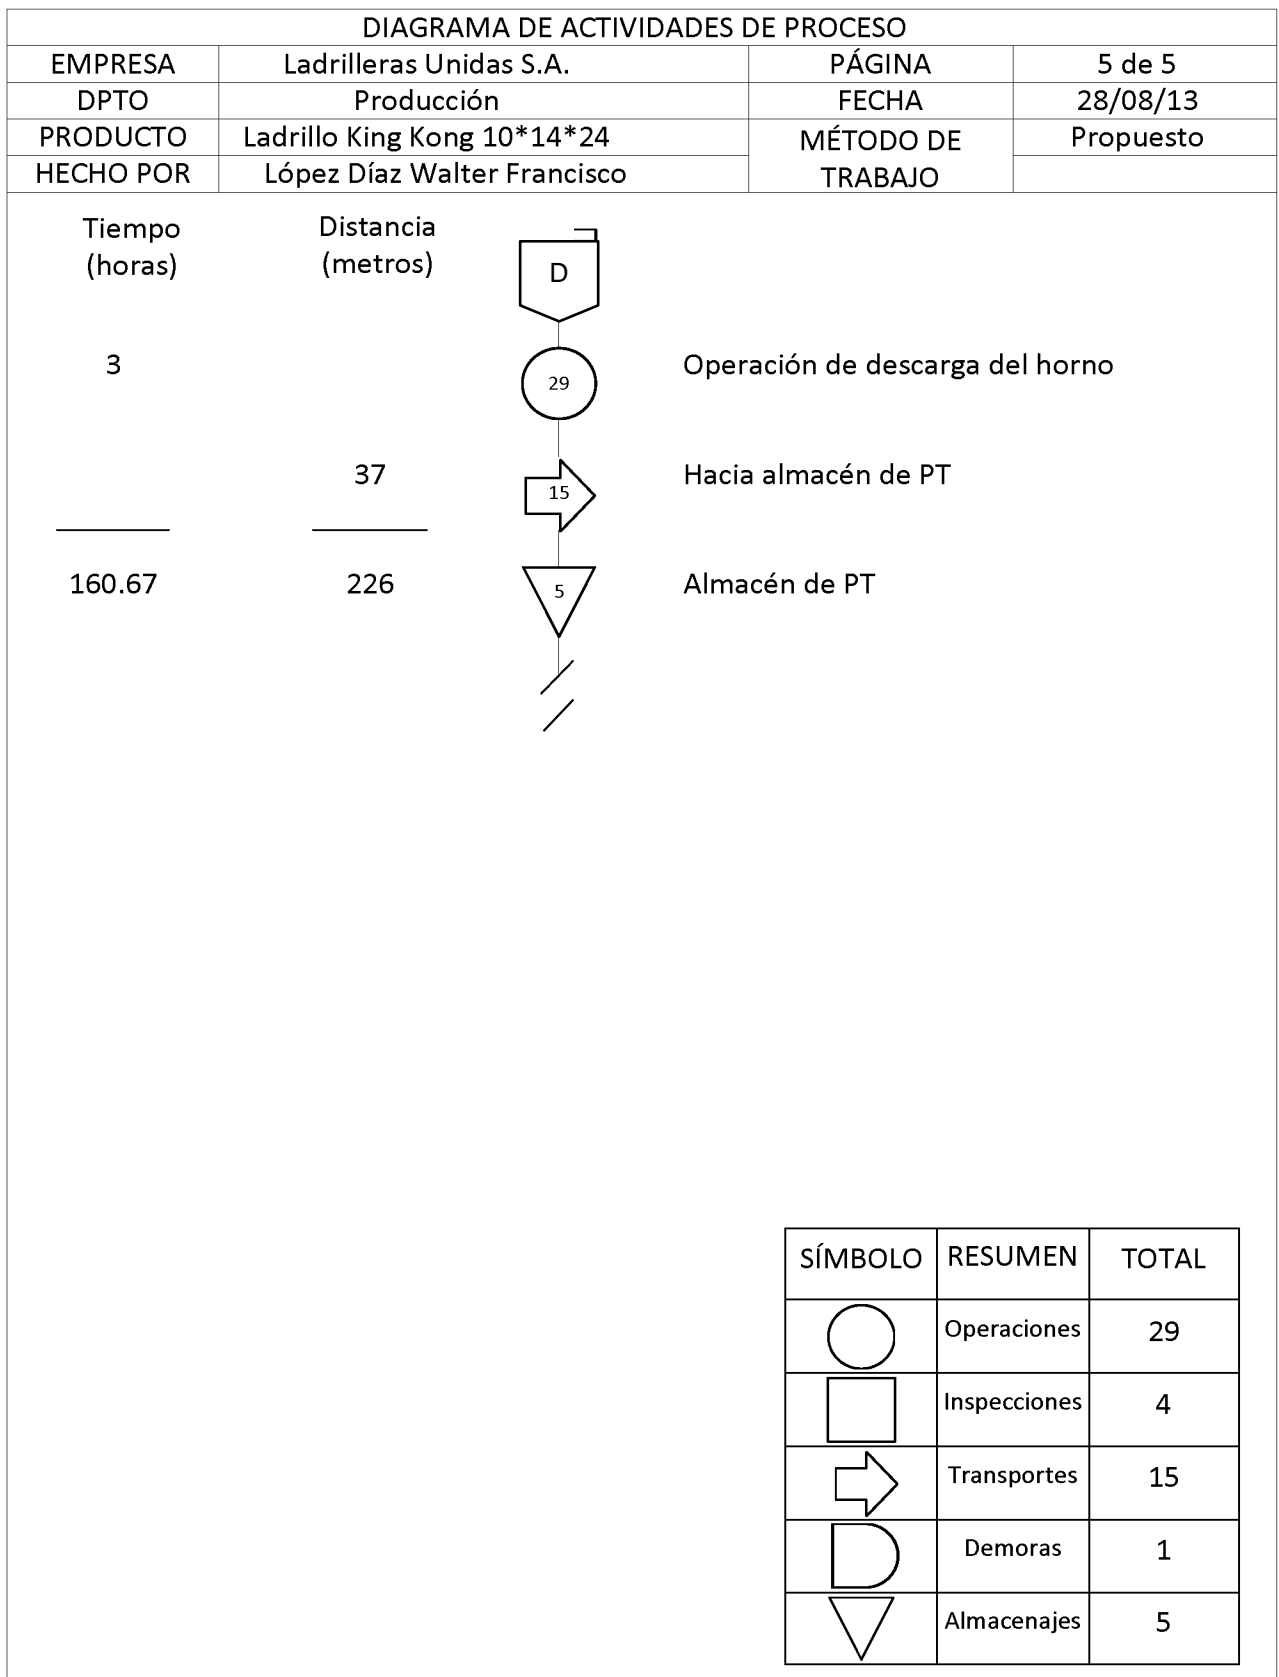 DIAGRAMA DE ACTIVIDADES DE PROCESO
EMPRESA Ladrilleras Unidas S.A. PÁGINA 5 de 5
DPTO Producción FECHA 28/08/13
PRODUCTO Ladrillo King Kong 10*14*24 MÉTODO DE TRABAJO Propuesto
HECHO POR López Díaz Walter Francisco
Tiempo (horas) Distancia (metros)
D
3 29 Operación de descarga del horno
37 15 Hacia almacén de PT
160.67 226 5 Almacén de PT
SÍMBOLO RESUMEN TOTAL
Operaciones 29
Inspecciones 4
Transportes 15
Demoras 1
Almacenajes 5